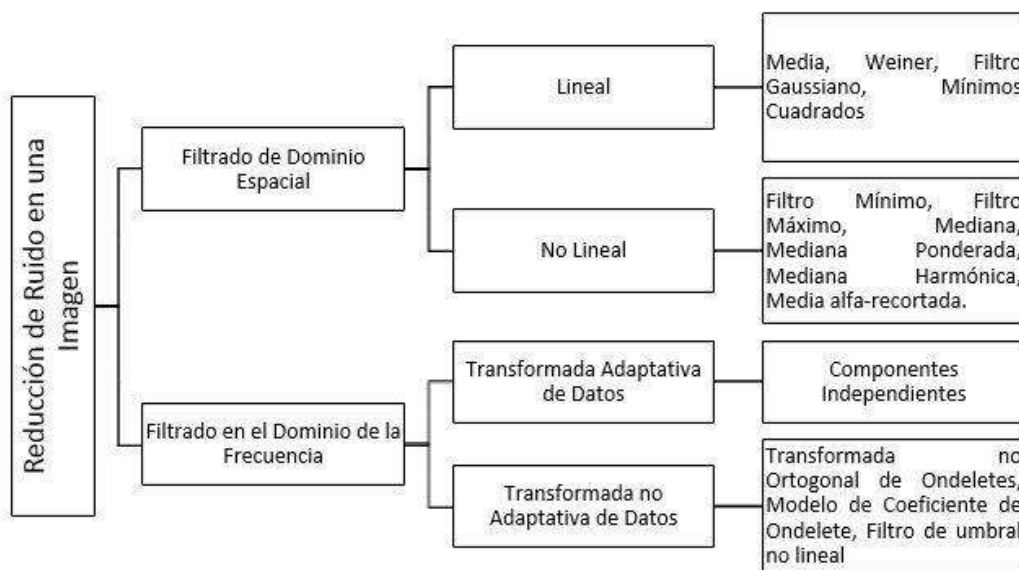 Reducción de Ruido en una
Imagen
Filtrado de Dominio
Espacial
Lineal
Media, Weiner, Filtro
Gaussiano, Mínimos
Cuadrados
No Lineal
Filtro Mínimo, Filtro
Máximo, Mediana,
Mediana Ponderada,
Mediana Harmónica,
Media alfa-recortada.
Filtrado en el Dominio de la
Frecuencia
Transformada Adaptativa
de Datos
Componentes
Independientes
Transformada no
Adaptativa de Datos
Transformada no
Ortogonal de Ondeletes,
Modelo de Coeficiente de
Ondelete, Filtro de umbral
no lineal